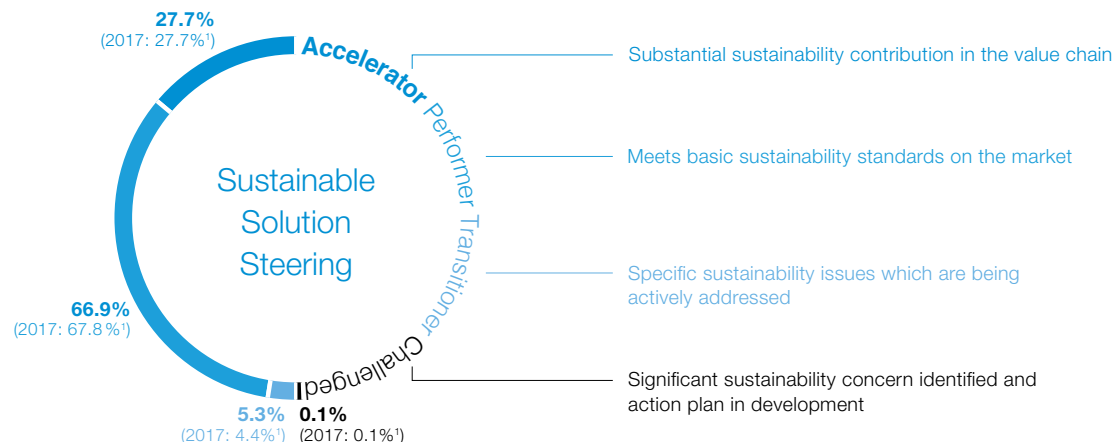 27.7%
(2017: 27.7%¹)
Accelerator
Substantial sustainability contribution in the value chain
Performer
Meets basic sustainability standards on the market
Sustainable
Solution
Steering
Transitioner
Specific sustainability issues which are being
actively addressed
66.9%
(2017: 67.8%¹)
Challenged
Significant sustainability concern identified and
action plan in development
5.3%
(2017: 4.4%¹)
0.1%
(2017: 0.1%¹)